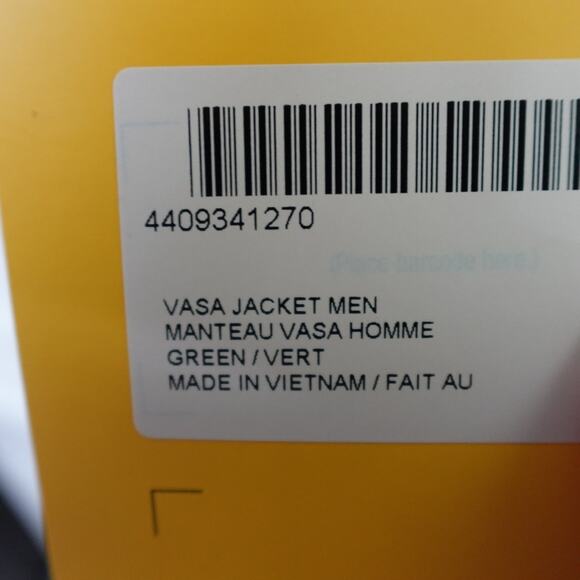 4409341270
(Place barcode here.)
VASA JACKET MEN
MANTEAU VASA HOMME
GREEN / VERT
MADE IN VIETNAM / FAIT AU